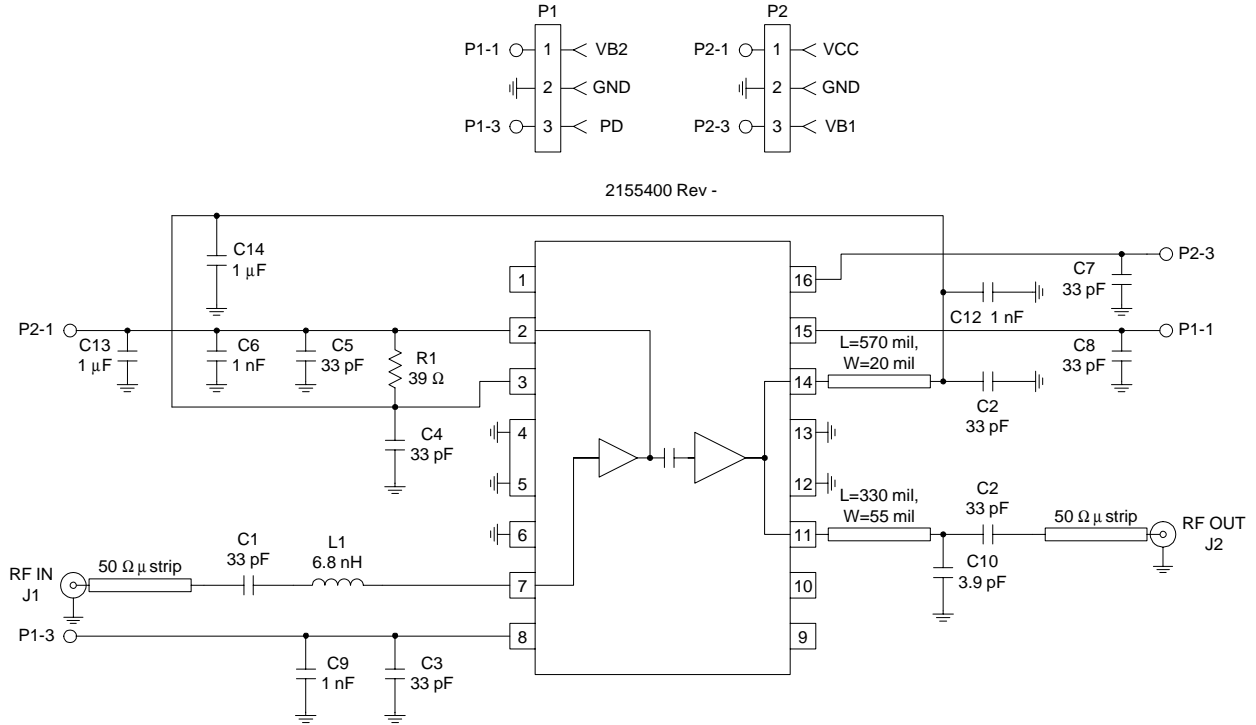 P1
P2
P1-1
1
VB2
P2-1
1
VCC
2
GND
2
GND
P1-3
3
PD
P2-3
3
VB1
2155400 Rev -
C14
1 μF
1
16
P2-3
C7
33 pF
C12 1 nF
P2-1
2
15
P1-1
C13
1 μF
C6
1 nF
C5
33 pF
R1
39 Ω
L=570 mil,
W=20 mil
C8
33 pF
3
14
C2
33 pF
C4
33 pF
4
13
5
12
L=330 mil,
W=55 mil
C2
33 pF
50 Ω μ strip
RF OUT
J2
6
11
C10
3.9 pF
RF IN
J1
50 Ω μ strip
C1
33 pF
L1
6.8 nH
7
10
P1-3
8
9
C9
1 nF
C3
33 pF